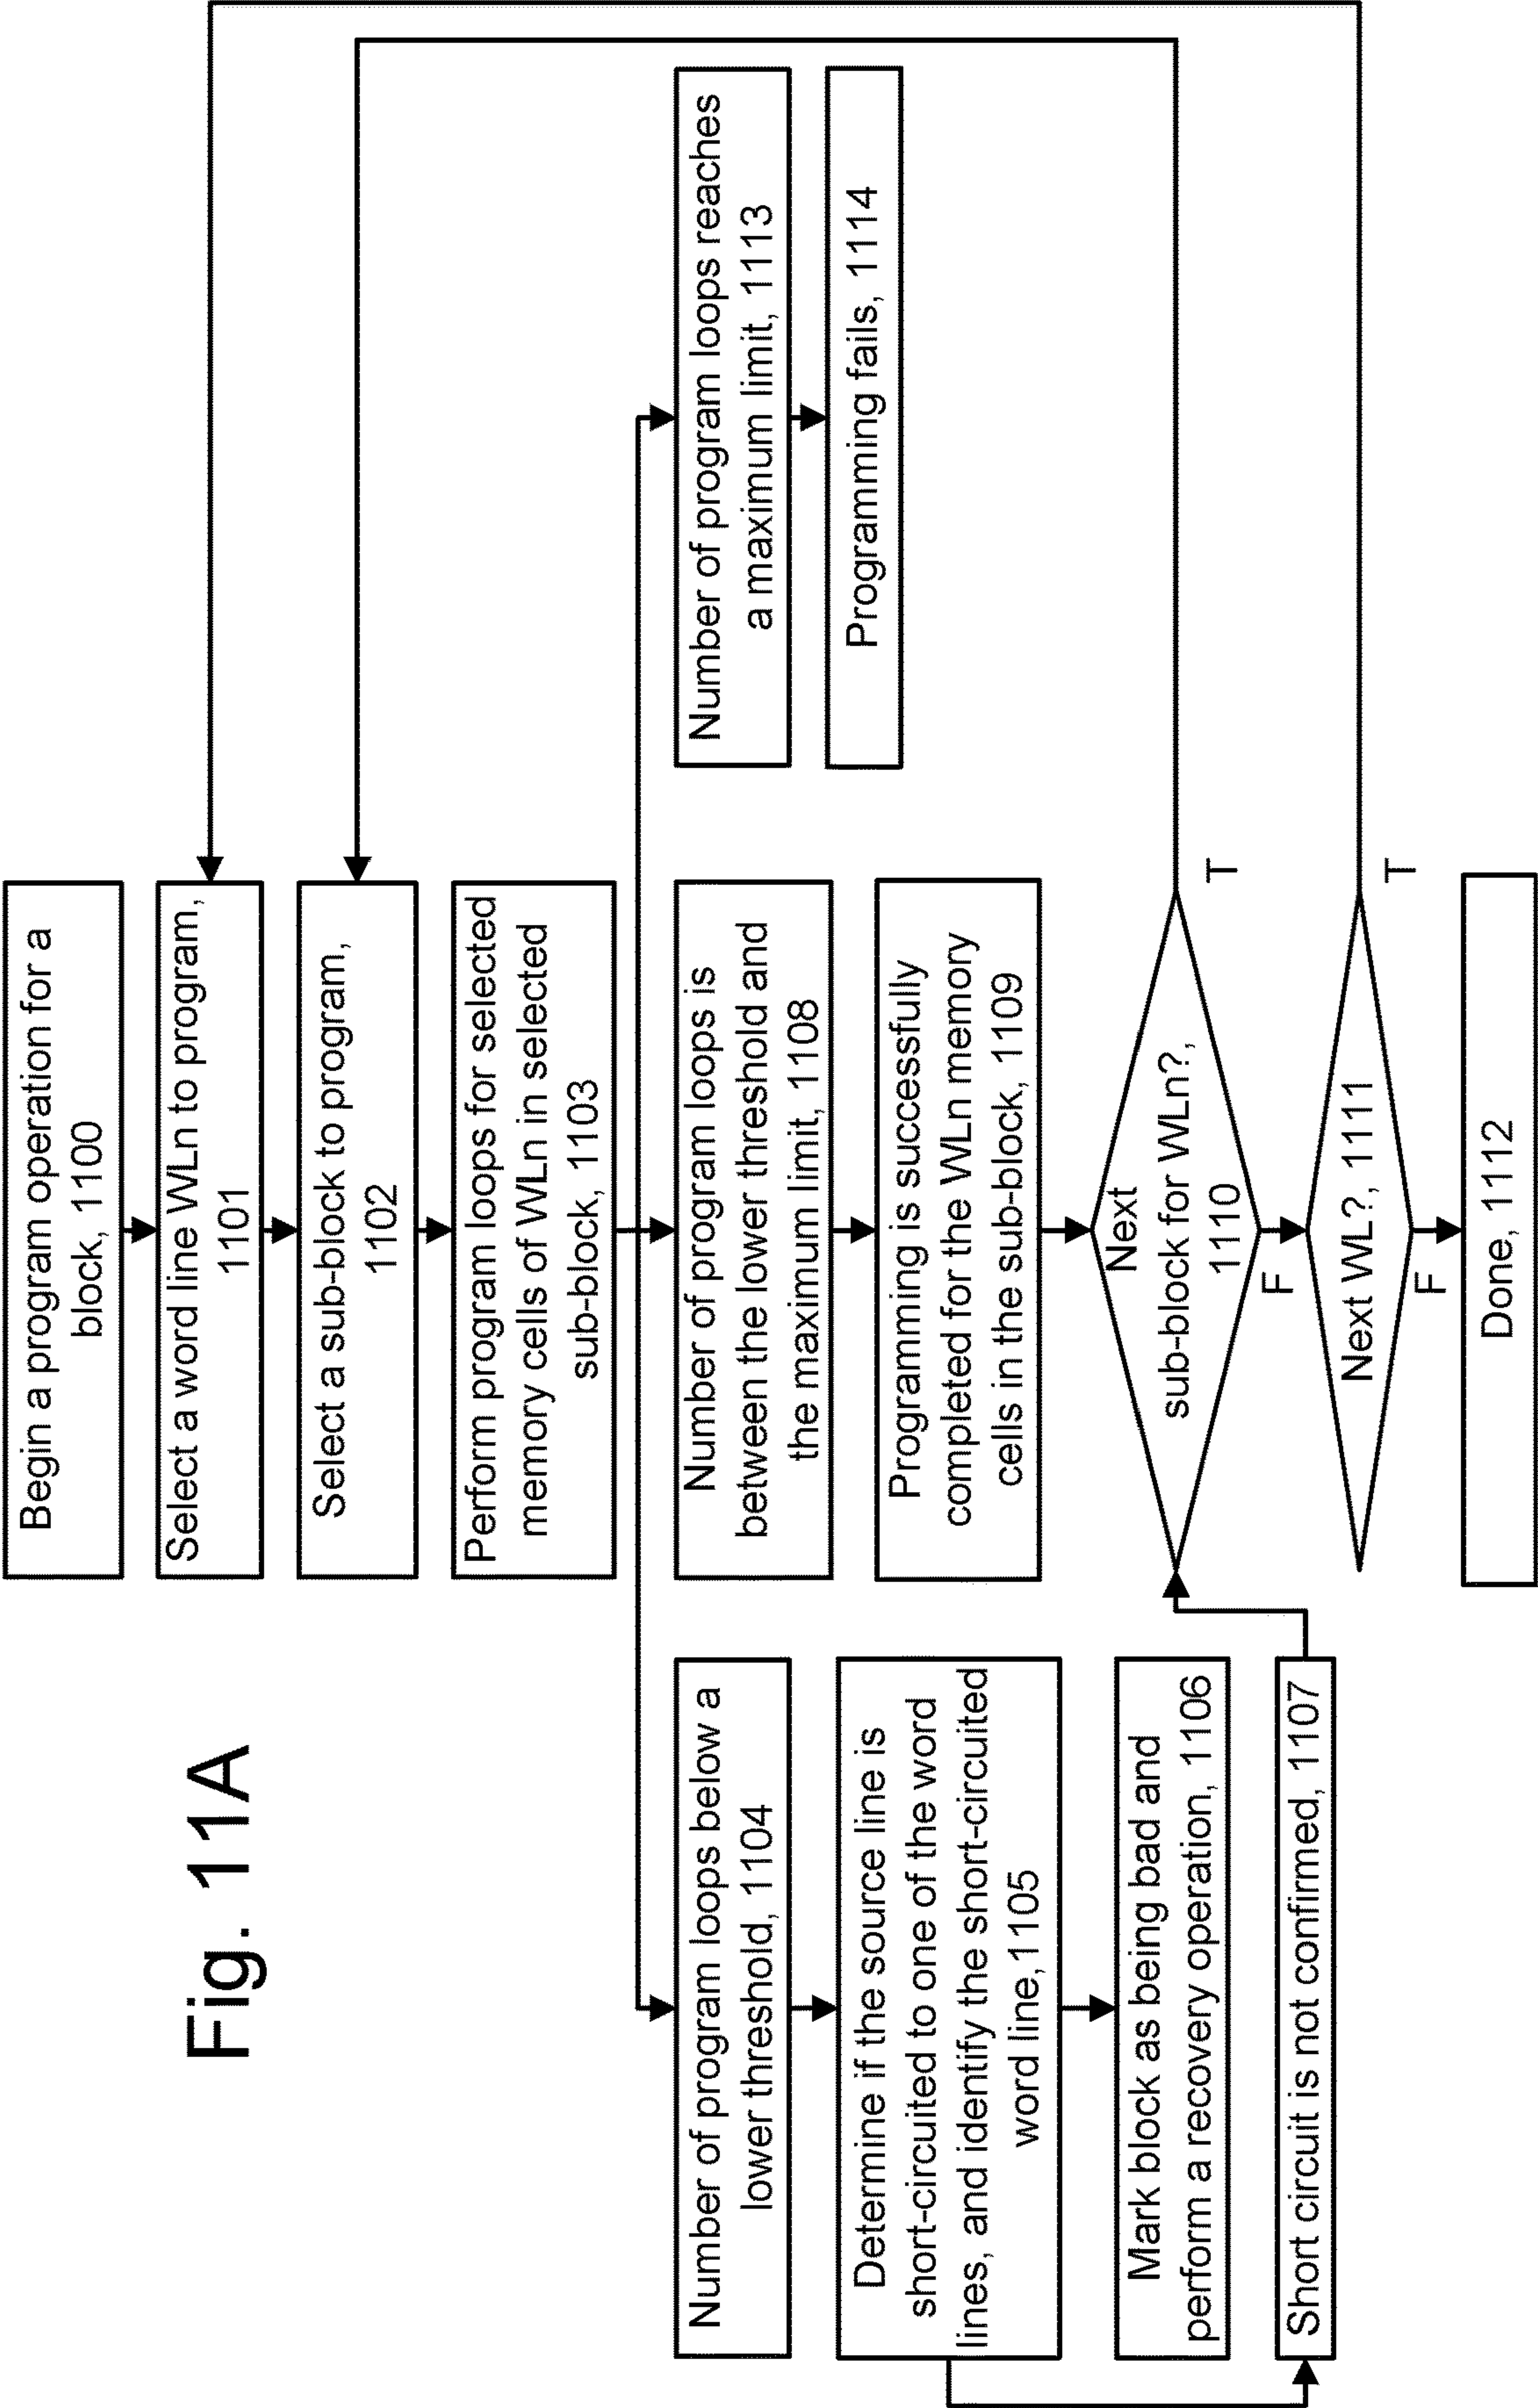 Fig. 11A
Begin a program operation for a
block, 1100
Select a word line WLn to program,
1101
Select a sub-block to program,
1102
Perform program loops for selected
memory cells of WLn in selected
sub-block, 1103
Number of program loops below a
lower threshold, 1104
Determine if the source line is
short-circuited to one of the word
lines, and identify the short-circuited
word line,1105
Mark block as being bad and
perform a recovery operation, 1106
Short circuit is not confirmed, 1107
Number of program loops is
between the lower threshold and
the maximum limit, 1108
Programming is successfully
completed for the WLn memory
cells in the sub-block, 1109
Next
sub-block for WLn?,
1110
T
F
Next WL?, 1111
T
F
Done, 1112
Number of program loops reaches
a maximum limit, 1113
Programming fails, 1114